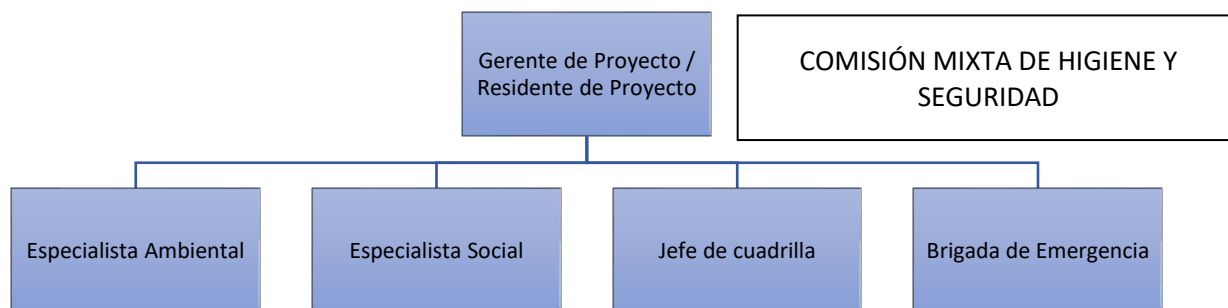 Gerente de Proyecto /
Residente de Proyecto
COMISIÓN MIXTA DE HIGIENE Y
SEGURIDAD
Especialista Ambiental
Especialista Social
Jefe de cuadrilla
Brigada de Emergencia